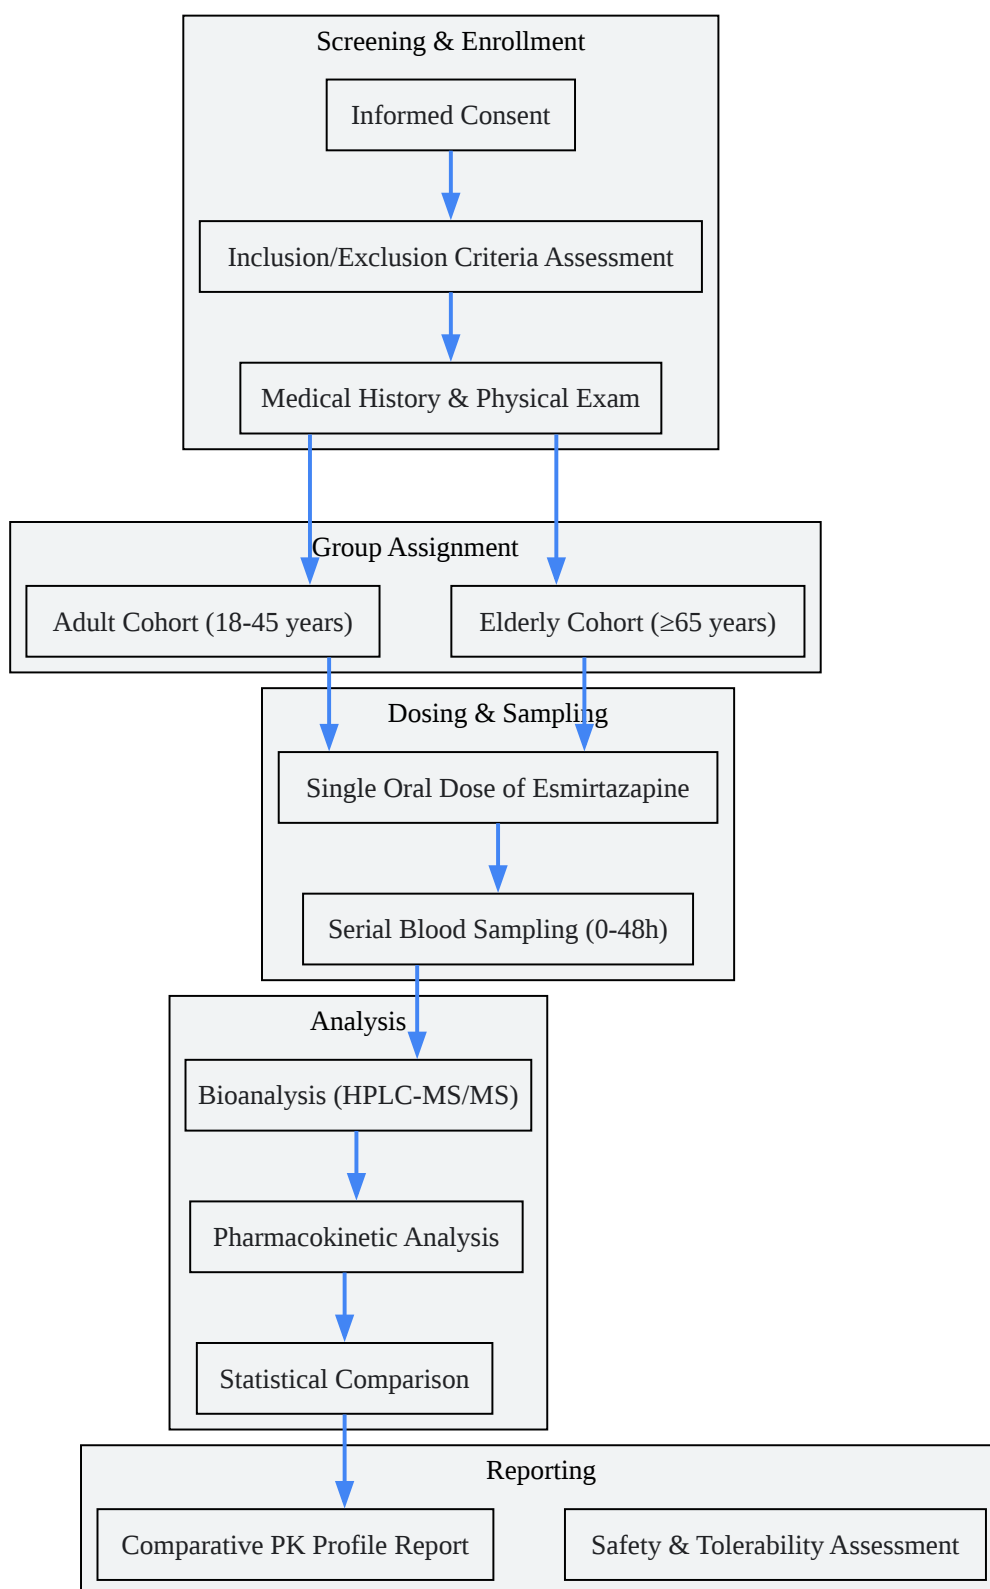 Screening & Enrollment
Informed Consent
Inclusion/Exclusion Criteria Assessment
Medical History & Physical Exam
Group Assignment
Adult Cohort (18-45 years)
Elderly Cohort (≥65 years)
Dosing & Sampling
Single Oral Dose of Esmirtazapine
Serial Blood Sampling (0-48h)
Analysis
Bioanalysis (HPLC-MS/MS)
Pharmacokinetic Analysis
Statistical Comparison
Reporting
Comparative PK Profile Report
Safety & Tolerability Assessment